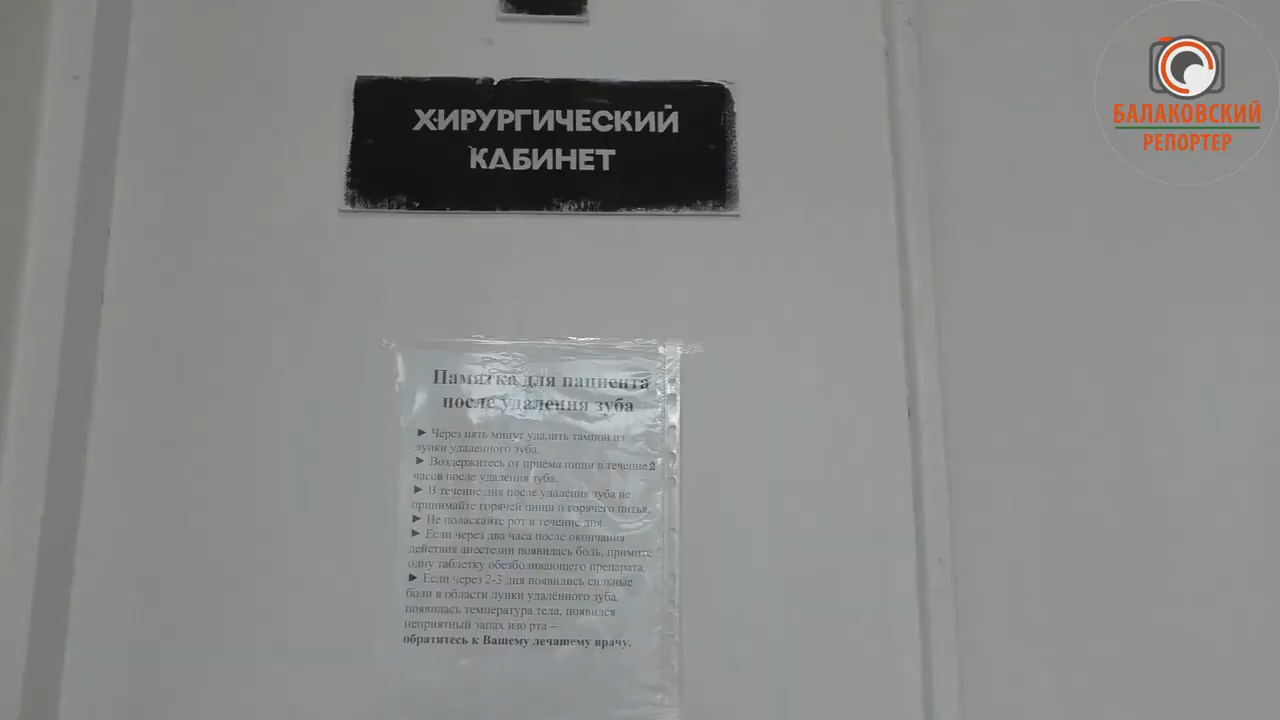 БАЛАКОВСКИЙ
РЕПОРТЕР
ХИРУРГИЧЕСКИЙ
КАБИНЕТ
Памятка для пациента
после удаления зуба
► Через пять минут удалить тампон из
лунки удаленного зуба.
► Воздержитесь от приёма пищи в течение 2
часов после удаления зуба.
► В течение дня после удаления зуба не
принимайте горячей пищи и горячего питья.
► Не поласкайте рот в течение дня.
► Если через два часа после окончания
действия анестезии появилась боль, примите
одну таблетку обезболивающего препарата.
► Если через 2-3 дня появились сильные
боли в области лунки удалённого зуба,
появилась температура тела, появился
неприятный запах изо рта –
обратитесь к Вашему лечащему врачу.